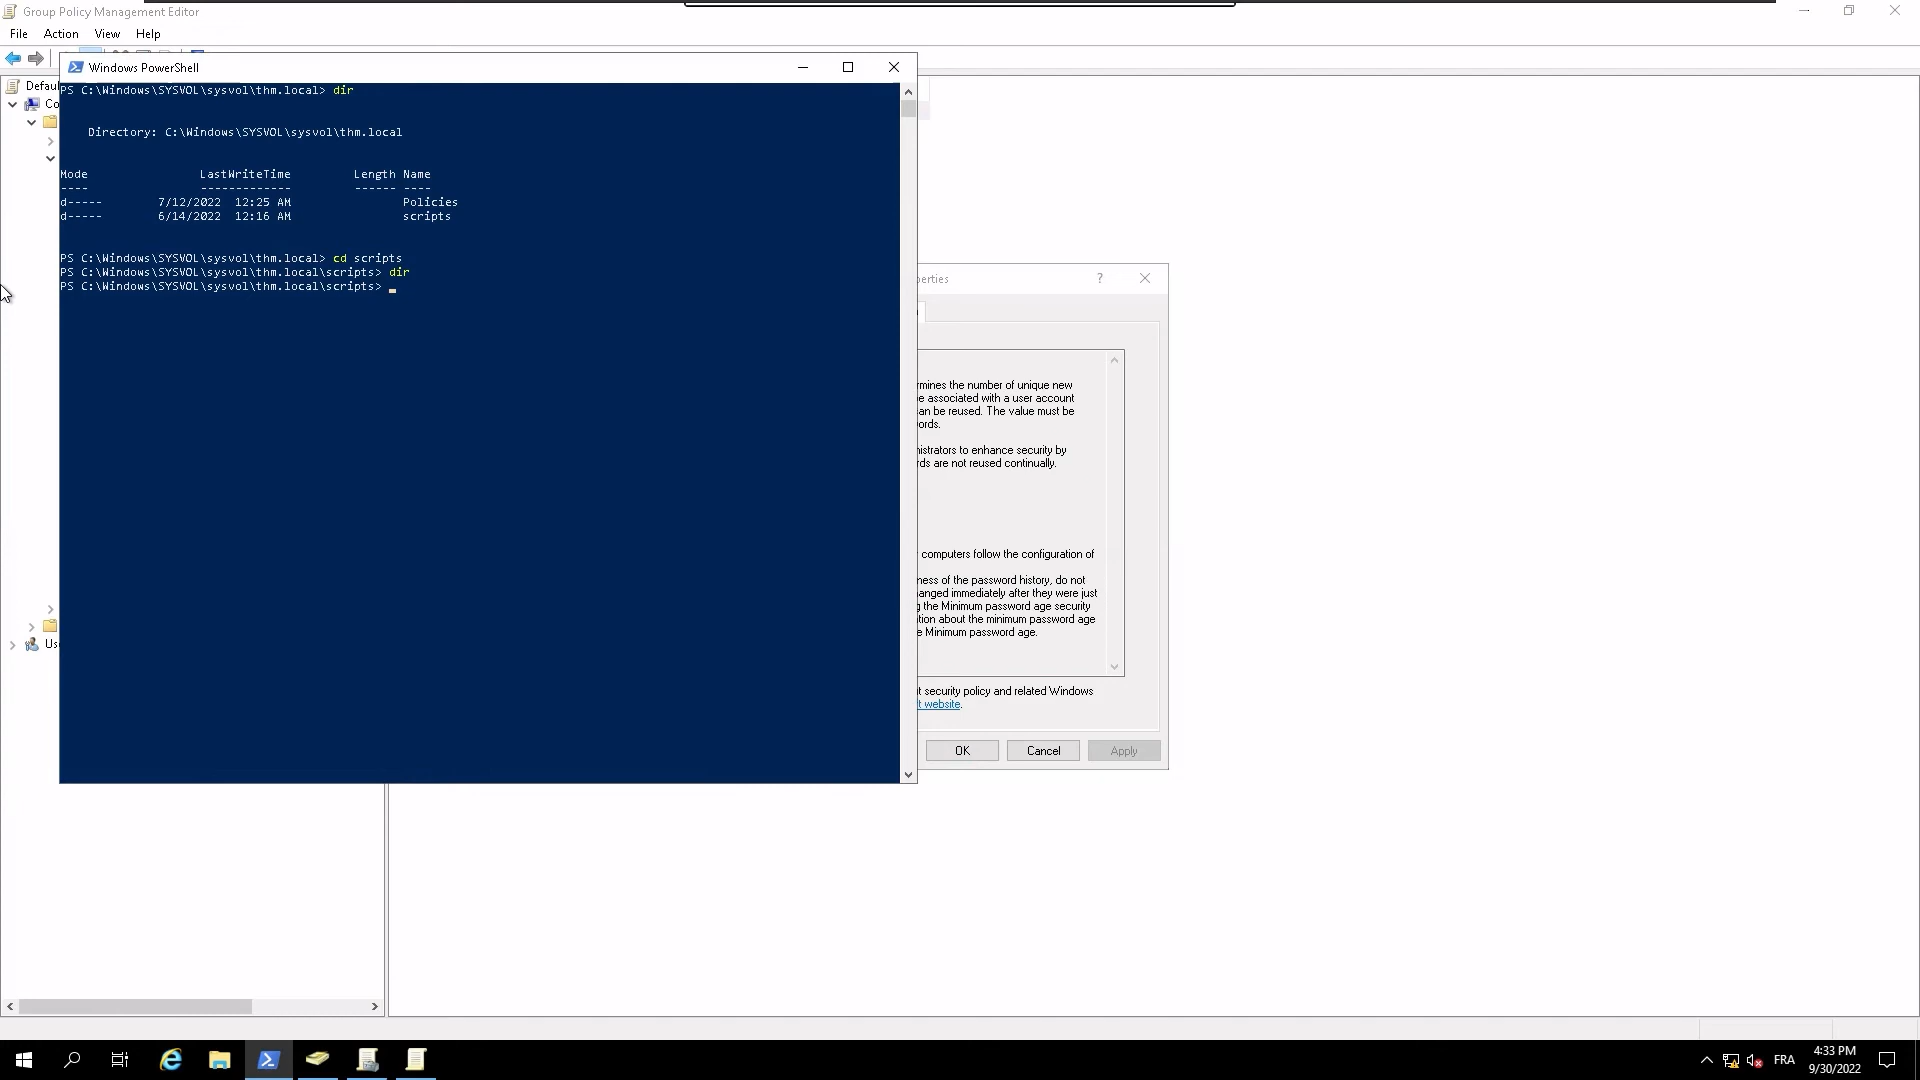 Group Policy Management Editor
File Action View Help
Windows PowerShell
PS C:\Windows\SYSVOL\sysvol\thm.local> dir
Directory: C:\Windows\SYSVOL\sysvol\thm.local
Mode LastWriteTime Length Name
---- ------------- ------ ----
d----- 7/12/2022 12:25 AM Policies
d----- 6/14/2022 12:16 AM scripts
PS C:\Windows\SYSVOL\sysvol\thm.local> cd scripts
PS C:\Windows\SYSVOL\sysvol\thm.local\scripts> dir
PS C:\Windows\SYSVOL\sysvol\thm.local\scripts>
Defau
Co
Us
perties
?
rmines the number of unique new
e associated with a user account
an be reused. The value must be
ords.
nistrators to enhance security by
rds are not reused continually.
computers follow the configuration of
ness of the password history, do not
anged immediately after they were just
g the Minimum password age security
tion about the minimum password age
e Minimum password age.
t security policy and related Windows
t website.
OK Cancel Apply
FRA
4:33 PM
9/30/2022